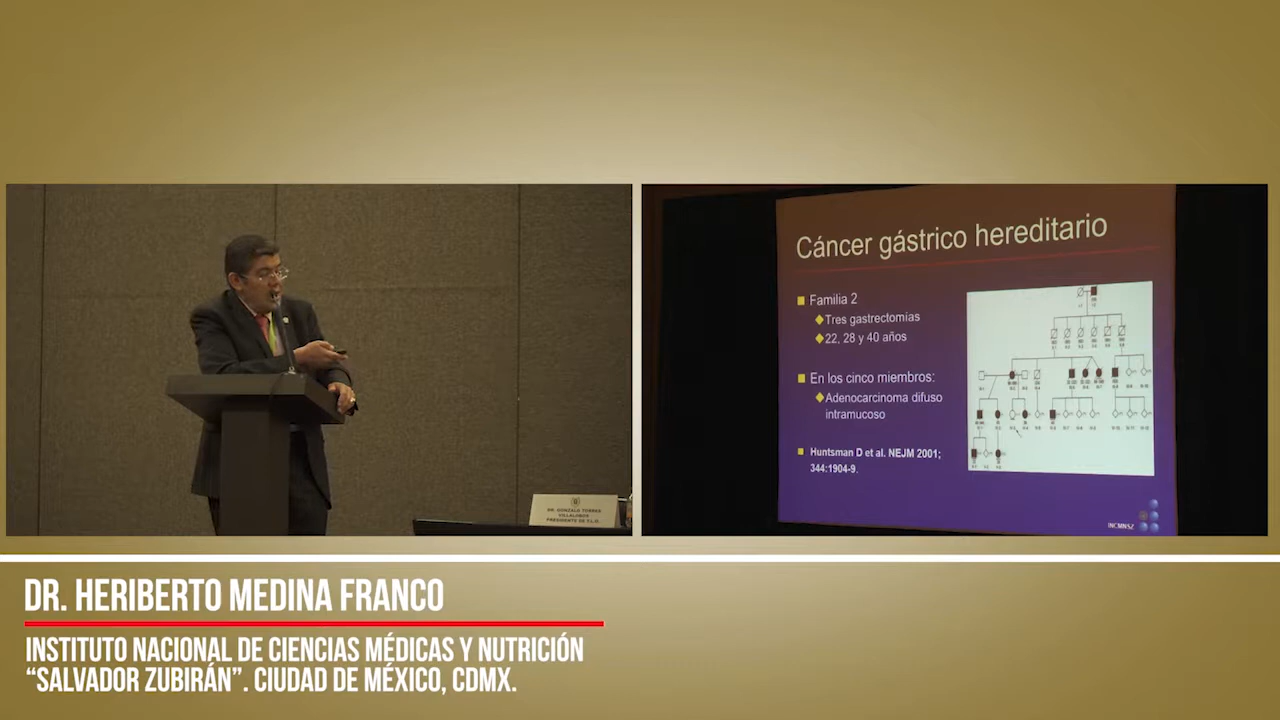 Cáncer gástrico hereditario
Familia 2
Tres gastrectomías
22, 28 y 40 años
En los cinco miembros:
Adenocarcinoma difuso
intramucoso
Huntsman D et al. NEJM 2001;
344:1904-9.
INCMNSZ
DR. GONZALO TORRES
VILLALOBOS
PRESIDENTE DE F.L.O.
DR. HERIBERTO MEDINA FRANCO
INSTITUTO NACIONAL DE CIENCIAS MÉDICAS Y NUTRICIÓN
“SALVADOR ZUBIRÁN”. CIUDAD DE MÉXICO, CDMX.